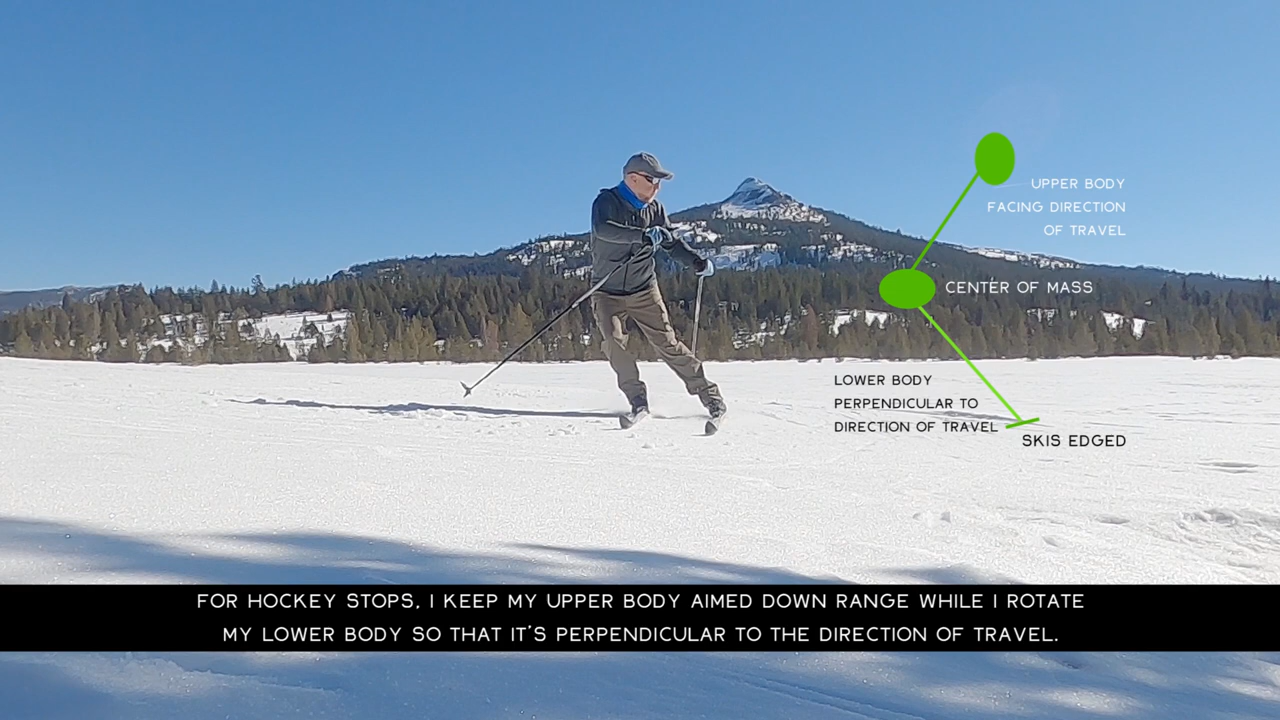 UPPER BODY
FACING DIRECTION
OF TRAVEL
CENTER OF MASS
LOWER BODY
PERPENDICULAR TO
DIRECTION OF TRAVEL
SKIS EDGED
FOR HOCKEY STOPS, I KEEP MY UPPER BODY AIMED DOWN RANGE WHILE I ROTATE
MY LOWER BODY SO THAT IT'S PERPENDICULAR TO THE DIRECTION OF TRAVEL.